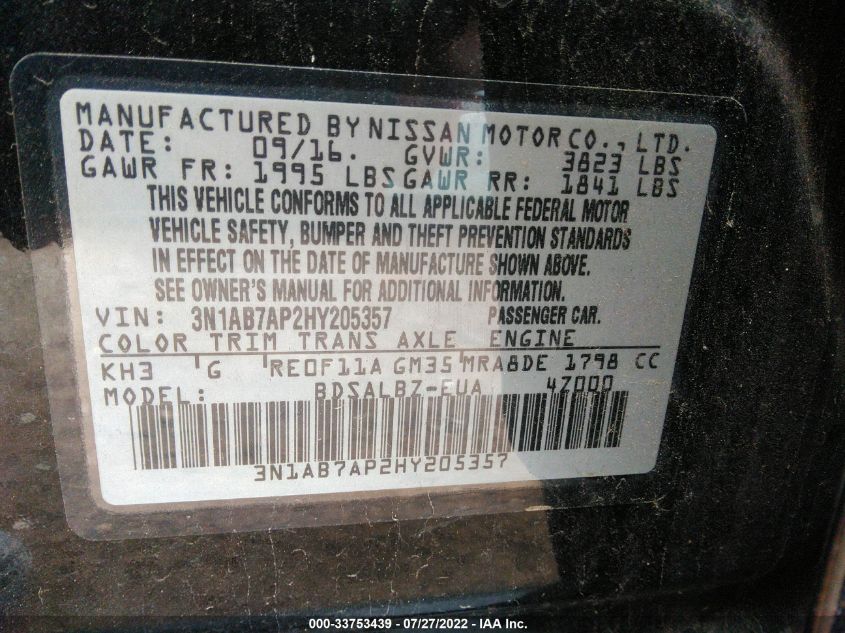 MANUFACTURED BY NISSAN MOTOR CO., LTD.
DATE: 09/16. GVWR: 3823 LBS
GAWR FR: 1995 LBS GAWR RR: 1841 LBS
THIS VEHICLE CONFORMS TO ALL APPLICABLE FEDERAL MOTOR
VEHICLE SAFETY, BUMPER AND THEFT PREVENTION STANDARDS
IN EFFECT ON THE DATE OF MANUFACTURE SHOWN ABOVE.
SEE OWNER'S MANUAL FOR ADDITIONAL INFORMATION.
VIN: 3N1AB7AP2HY205357 PASSENGER CAR.
COLOR TRIM TRANS AXLE ENGINE
KH3 G RE0F11A GM35 MRA8DE 1798 CC
MODEL: BDSALBZ-EUA 4Z000
3N1AB7AP2HY205357
000-33753439 - 07/27/2022 - IAA Inc.